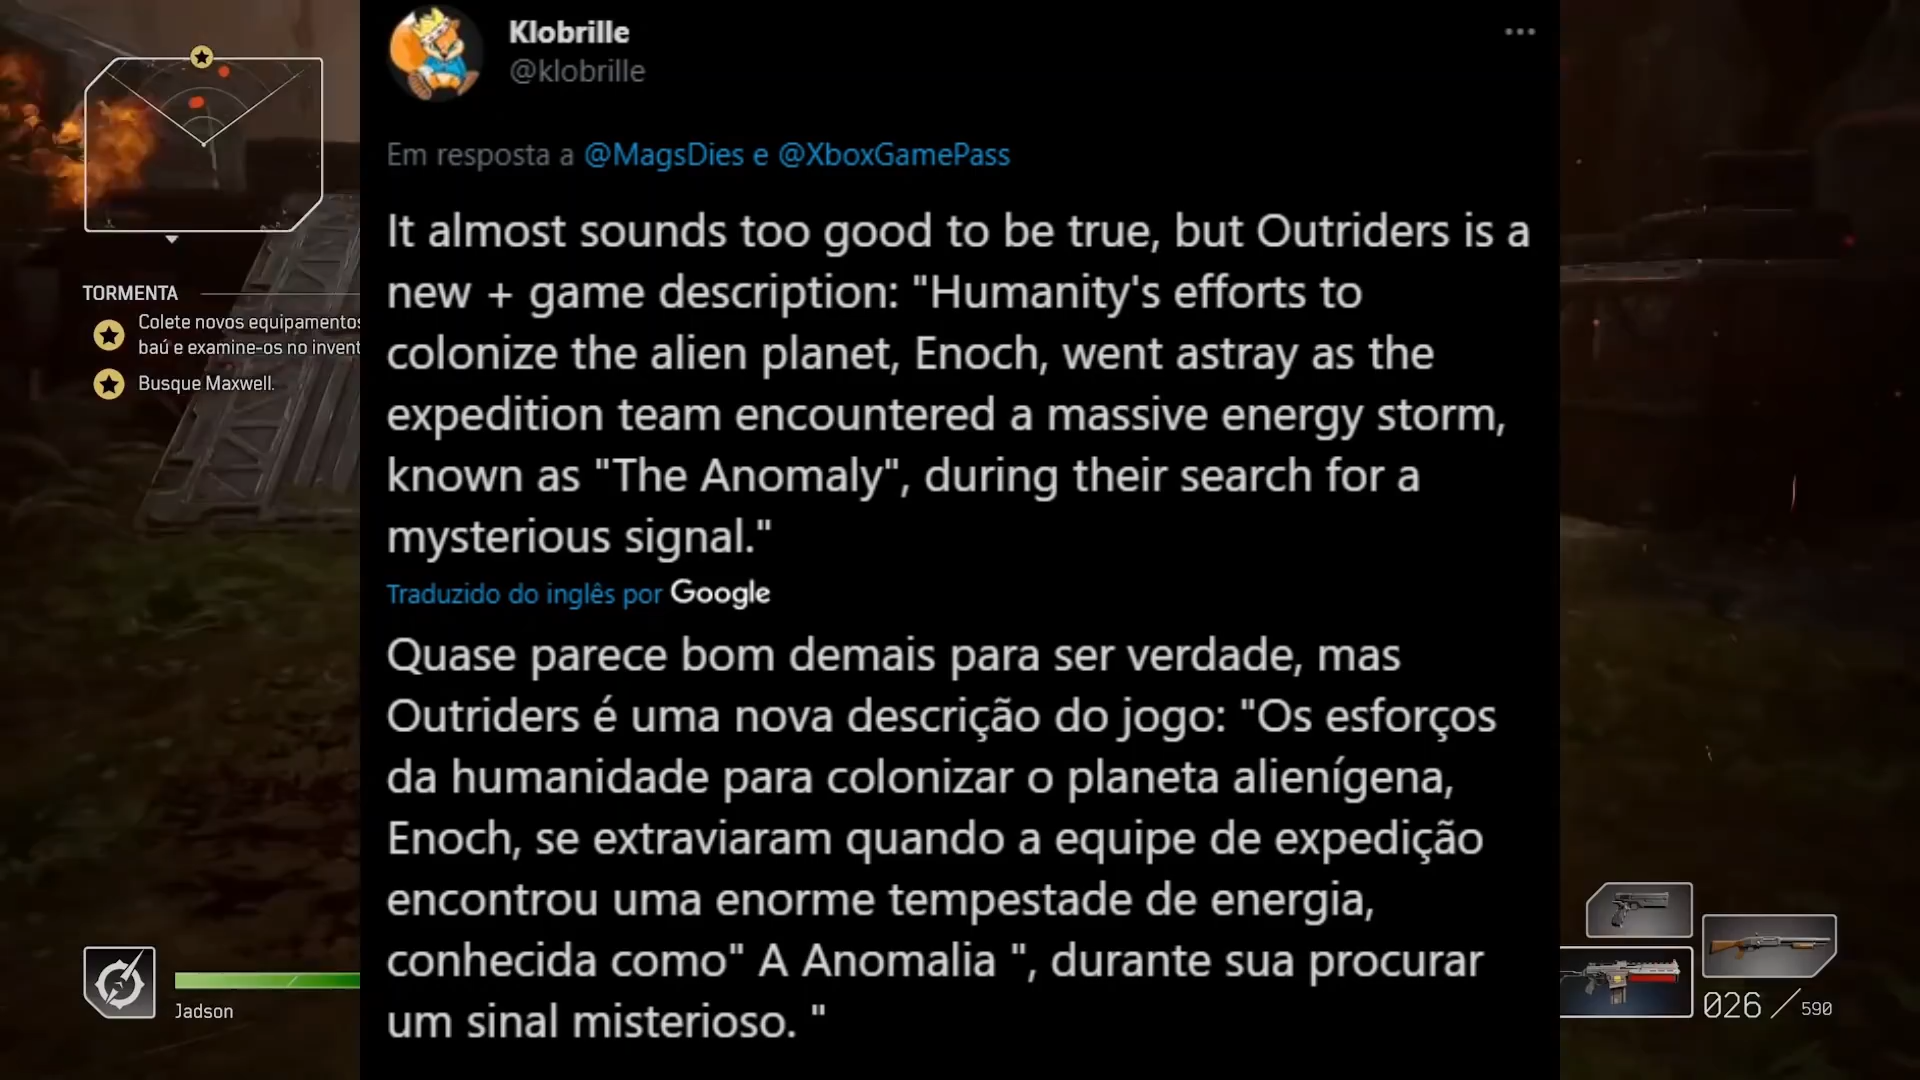 Klobrille
@klobrille
Em resposta a @MagsDies e @XboxGamePass
It almost sounds too good to be true, but Outriders is a
new + game description: "Humanity's efforts to
colonize the alien planet, Enoch, went astray as the
expedition team encountered a massive energy storm,
known as "The Anomaly", during their search for a
mysterious signal."
Traduzido do inglês por Google
Quase parece bom demais para ser verdade, mas
Outriders é uma nova descrição do jogo: "Os esforços
da humanidade para colonizar o planeta alienígena,
Enoch, se extraviaram quando a equipe de expedição
encontrou uma enorme tempestade de energia,
conhecida como" A Anomalia ", durante sua procurar
um sinal misterioso. "
TORMENTA
Colete novos equipamentos
baú e examine-os no invent
Busque Maxwell.
Jadson
026 / 590